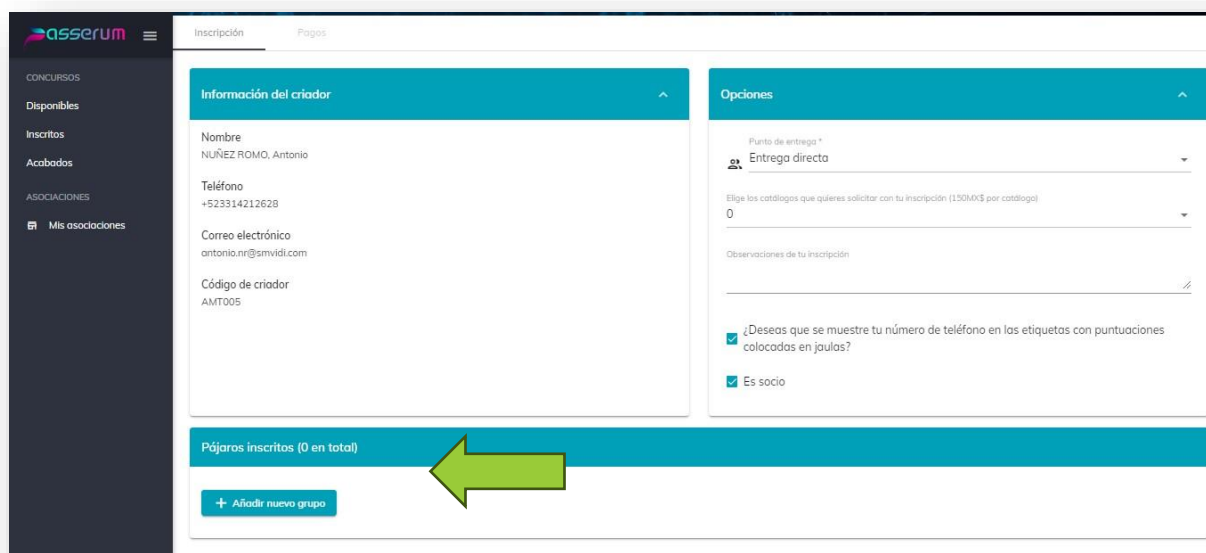 Passerum
Inscripción
Pagos
CONCURSOS
Disponibles
Inscritos
Acabados
ASOCIACIONES
Mis asociaciones
Información del criador
Nombre
NUÑEZ ROMO, Antonio
Teléfono
+523314212628
Correo electrónico
antonio.nr@smvidi.com
Código de criador
AMT005
Opciones
Punto de entrega *
Entrega directa
Elige los catálogos que quieres solicitar con tu inscripción (150MX$ por catálogo)
0
Observaciones de tu inscripción
¿Deseas que se muestre tu número de teléfono en las etiquetas con puntuaciones
colocadas en jaulas?
Es socio
Pájaros inscritos (0 en total)
+ Añadir nuevo grupo